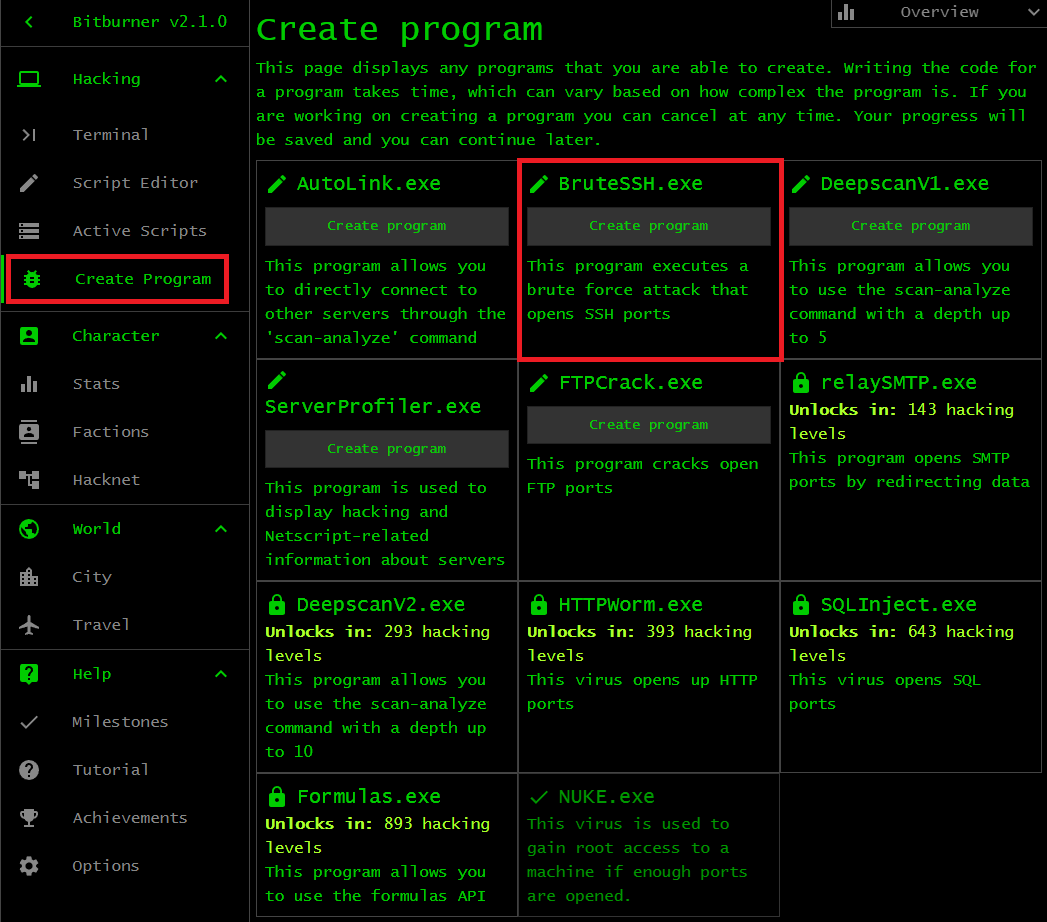 Bitburner v2.1.0
Hacking
Terminal
Script Editor
Active Scripts
Create Program
Character
Stats
Factions
Hacknet
World
City
Travel
Help
Milestones
Tutorial
Achievements
Options
Overview
Create program
This page displays any programs that you are able to create. Writing the code for
a program takes time, which can vary based on how complex the program is. If you
are working on creating a program you can cancel at any time. Your progress will
be saved and you can continue later.
AutoLink.exe
Create program
This program allows you
to directly connect to
other servers through the
'scan-analyze' command
BruteSSH.exe
Create program
This program executes a
brute force attack that
opens SSH ports
DeepscanV1.exe
Create program
This program allows you
to use the scan-analyze
command with a depth up
to 5
ServerProfiler.exe
Create program
This program is used to
display hacking and
Netscript-related
information about servers
FTPCrack.exe
Create program
This program cracks open
FTP ports
relaySMTP.exe
Unlocks in: 143 hacking
levels
This program opens SMTP
ports by redirecting data
DeepscanV2.exe
Unlocks in: 293 hacking
levels
This program allows you
to use the scan-analyze
command with a depth up
to 10
HTTPWorm.exe
Unlocks in: 393 hacking
levels
This virus opens up HTTP
ports
SQLInject.exe
Unlocks in: 643 hacking
levels
This virus opens SQL
ports
Formulas.exe
Unlocks in: 893 hacking
levels
This program allows you
to use the formulas API
NUKE.exe
This virus is used to
gain root access to a
machine if enough ports
are opened.